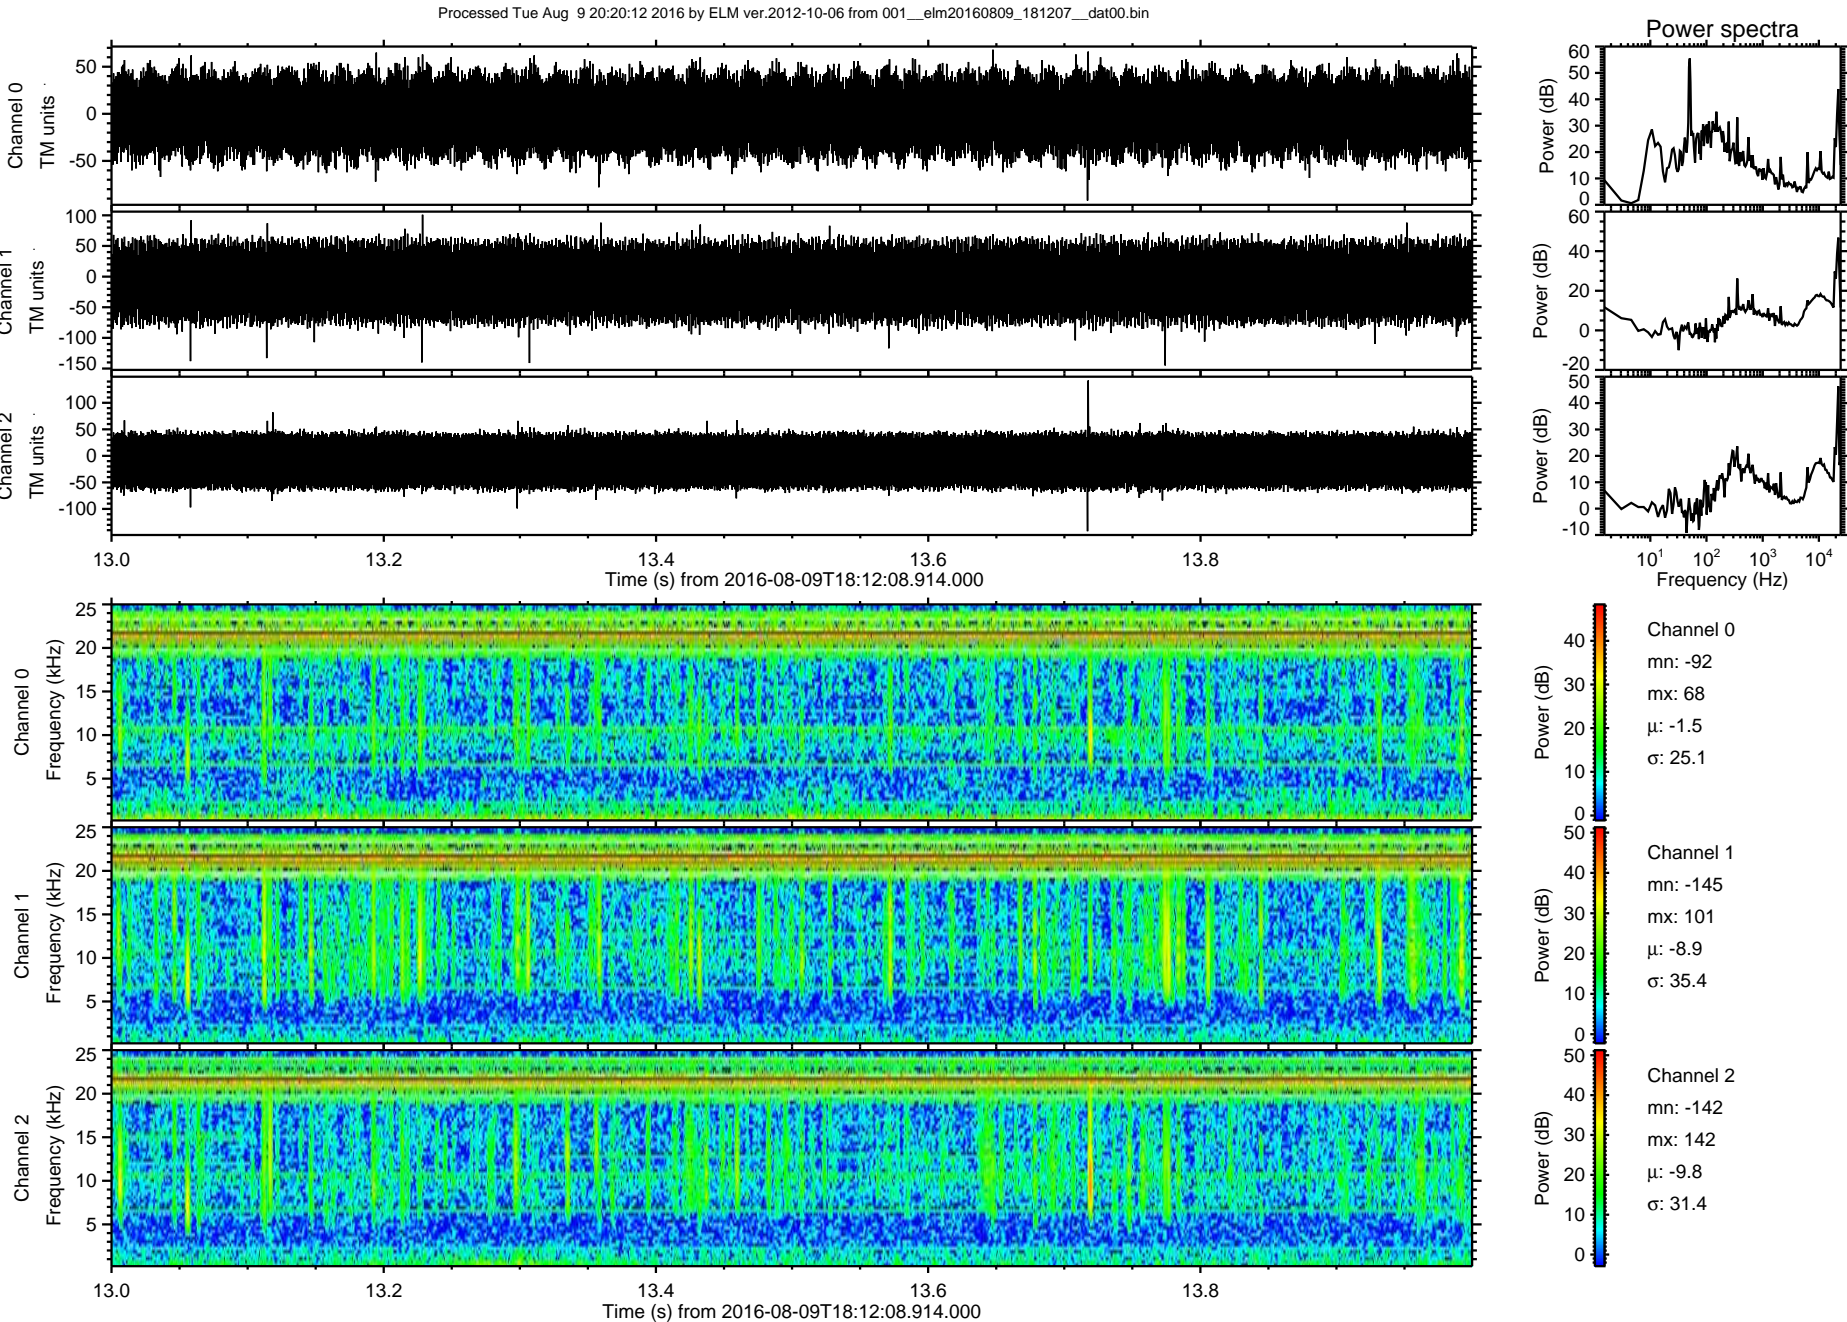 Processed Tue Aug  9 20:20:12 2016 by ELM ver.2012-10-06 from 001__elm20160809_181207__dat00.bin
Power spectra
Channel 0
TM units
50
0
-50
Power (dB)
60
50
40
30
20
10
0
Channel 1
TM units
100
50
0
-50
-100
-150
Power (dB)
60
40
20
0
-20
Channel 2
TM units
100
50
0
-50
-100
Power (dB)
50
40
30
20
10
0
-10
13.0
13.2
13.4
13.6
13.8
Time (s) from 2016-08-09T18:12:08.914.000
10^1
10^2
10^3
10^4
Frequency (Hz)
Channel 0
Frequency (kHz)
25
20
15
10
5
Power (dB)
40
30
20
10
0
Channel 0
mn: -92
mx: 68
μ: -1.5
σ: 25.1
Channel 1
Frequency (kHz)
25
20
15
10
5
Power (dB)
50
40
30
20
10
0
Channel 1
mn: -145
mx: 101
μ: -8.9
σ: 35.4
Channel 2
Frequency (kHz)
25
20
15
10
5
Power (dB)
50
40
30
20
10
0
Channel 2
mn: -142
mx: 142
μ: -9.8
σ: 31.4
13.0
13.2
13.4
13.6
13.8
Time (s) from 2016-08-09T18:12:08.914.000